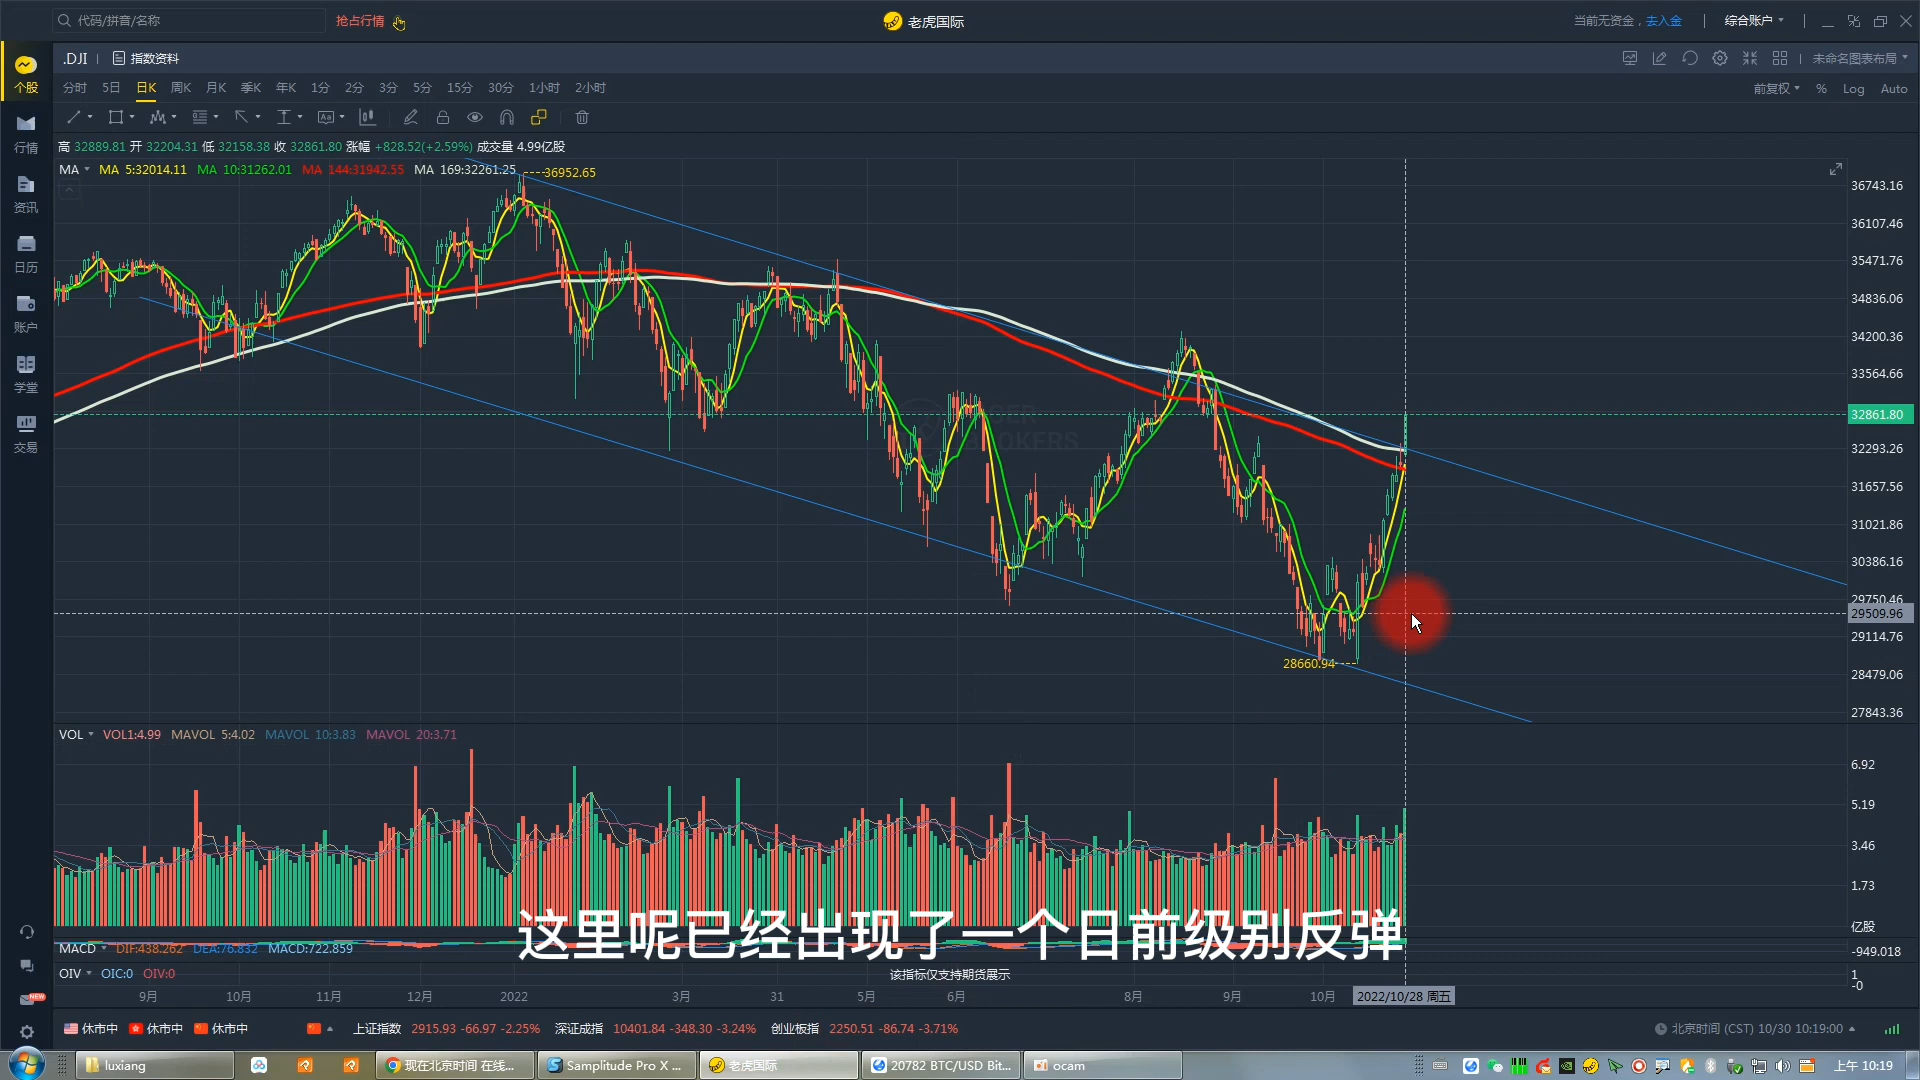 代码/拼音/名称 抢占行情 老虎国际 当前无资金，去入金 综合账户
.DJI 指数资料 未命名图表布局
个股
分时 5日 日K 周K 月K 季K 年K 1分 2分 3分 5分 15分 30分 1小时 2小时 前复权 % Log Auto
行情
高 32889.81 开 32204.31 低 32158.38 收 32861.80 涨幅 +828.52(+2.59%) 成交量 4.99亿股
MA MA 5:32014.11 MA 10:31262.01 MA 144:31942.55 MA 169:32261.25
36952.65
36743.16
资讯
36107.46
35471.76
日历
34836.06
账户
34200.36
33564.66
学堂
32861.80
交易
32293.26
31657.56
31021.86
30386.16
29750.46
29509.96
29114.76
28660.94
28479.06
27843.36
VOL VOL1:4.99 MAVOL 5:4.02 MAVOL 10:3.83 MAVOL 20:3.71
6.92
5.19
3.46
1.73
亿股
这里呢已经出现了一个日前级别反弹
MACD DIF:438.262 DEA:76.832 MACD:722.859 -949.018
OIV OIC:0 OIV:0 该指标仅支持期货展示 1
-0
9月 10月 11月 12月 2022 3月 31 5月 6月 8月 9月 10月 2022/10/28 周五
NEW
休市中 休市中 休市中 上证指数 2915.93 -66.97 -2.25% 深证成指 10401.84 -348.30 -3.24% 创业板指 2250.51 -86.74 -3.71% 北京时间 (CST) 10/30 10:19:00
luxiang 现在北京时间 在线... Samplitude Pro X ... 老虎国际 20782 BTC/USD Bit... ocam 上午 10:19